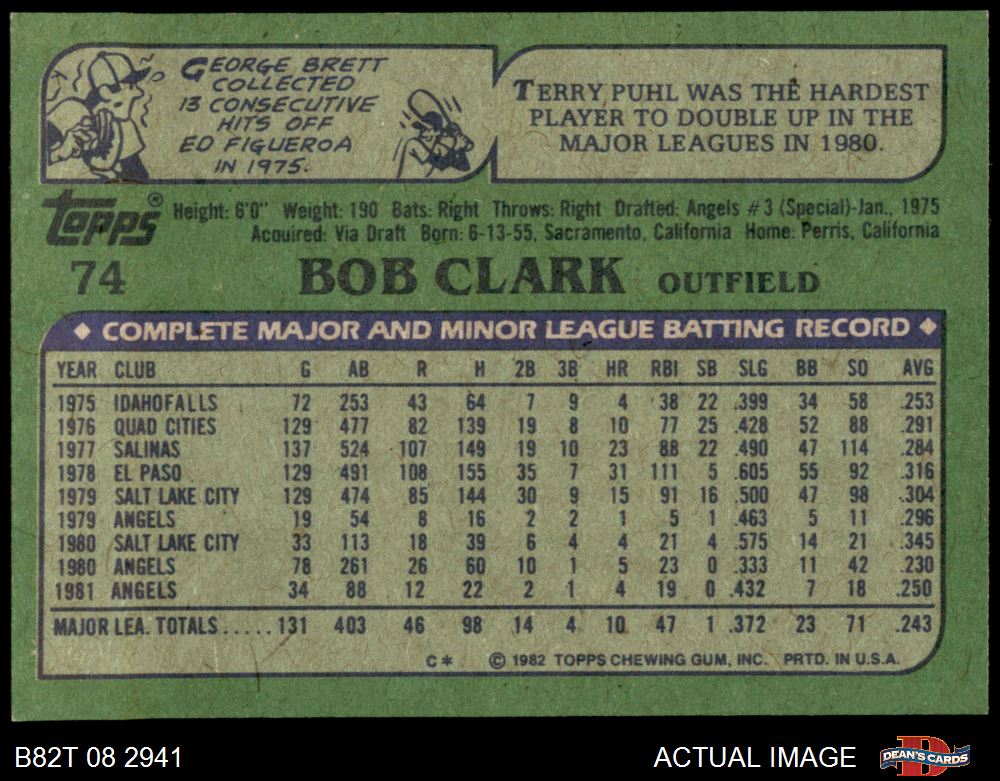 GEORGE BRETT
COLLECTED
13 CONSECUTIVE
HITS OFF
ED FIGUEROA
IN 1975.
TERRY PUHL WAS THE HARDEST
PLAYER TO DOUBLE UP IN THE
MAJOR LEAGUES IN 1980.
TOPPS®
Height: 6'0" Weight: 190 Bats: Right Throws: Right Drafted: Angels #3 (Special)-Jan., 1975
Acquired: Via Draft Born: 6-13-55, Sacramento, California Home: Perris, California
74 BOB CLARK OUTFIELD
◆ COMPLETE MAJOR AND MINOR LEAGUE BATTING RECORD ◆
YEAR CLUB G AB R H 2B 3B HR RBI SB SLG BB SO AVG
1975 IDAHO FALLS 72 253 43 64 7 9 4 38 22 .399 34 58 .253
1976 QUAD CITIES 129 477 82 139 19 8 10 77 25 .428 52 88 .291
1977 SALINAS 137 524 107 149 19 10 23 88 22 .490 47 114 .284
1978 EL PASO 129 491 108 155 35 7 31 111 5 .605 55 92 .316
1979 SALT LAKE CITY 129 474 85 144 30 9 15 91 16 .500 47 98 .304
1979 ANGELS 19 54 8 16 2 2 1 5 1 .463 5 11 .296
1980 SALT LAKE CITY 33 113 18 39 6 4 4 21 4 .575 14 21 .345
1980 ANGELS 78 261 26 60 10 1 5 23 0 .333 11 42 .230
1981 ANGELS 34 88 12 22 2 1 4 19 0 .432 7 18 .250
MAJOR LEA. TOTALS.....131 403 46 98 14 4 10 47 1 .372 23 71 .243
C* © 1982 TOPPS CHEWING GUM, INC. PRTD. IN U.S.A.
B82T 08 2941 ACTUAL IMAGE DEAN'S CARDS